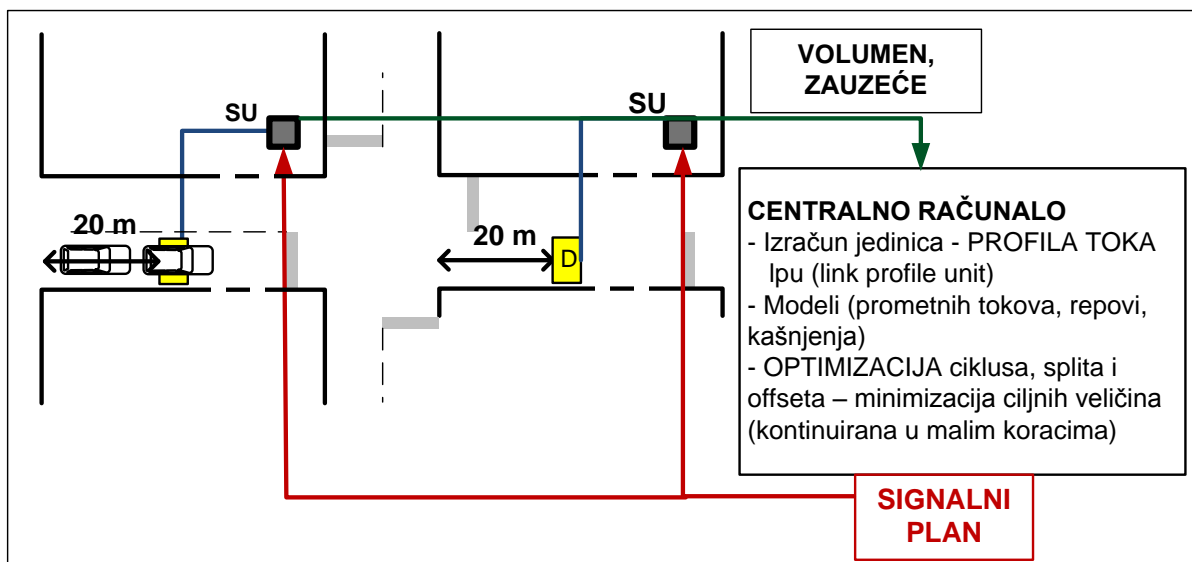 VOLUMEN,
ZAUZEĆE
SU
SU
20 m
20 m
D
CENTRALNO RAČUNALO
- Izračun jedinica - PROFILA TOKA
lpu (link profile unit)
- Modeli (prometnih tokova, repovi,
kašnjenja)
- OPTIMIZACIJA ciklusa, splita i
offseta – minimizacija ciljnih veličina
(kontinuirana u malim koracima)
SIGNALNI
PLAN